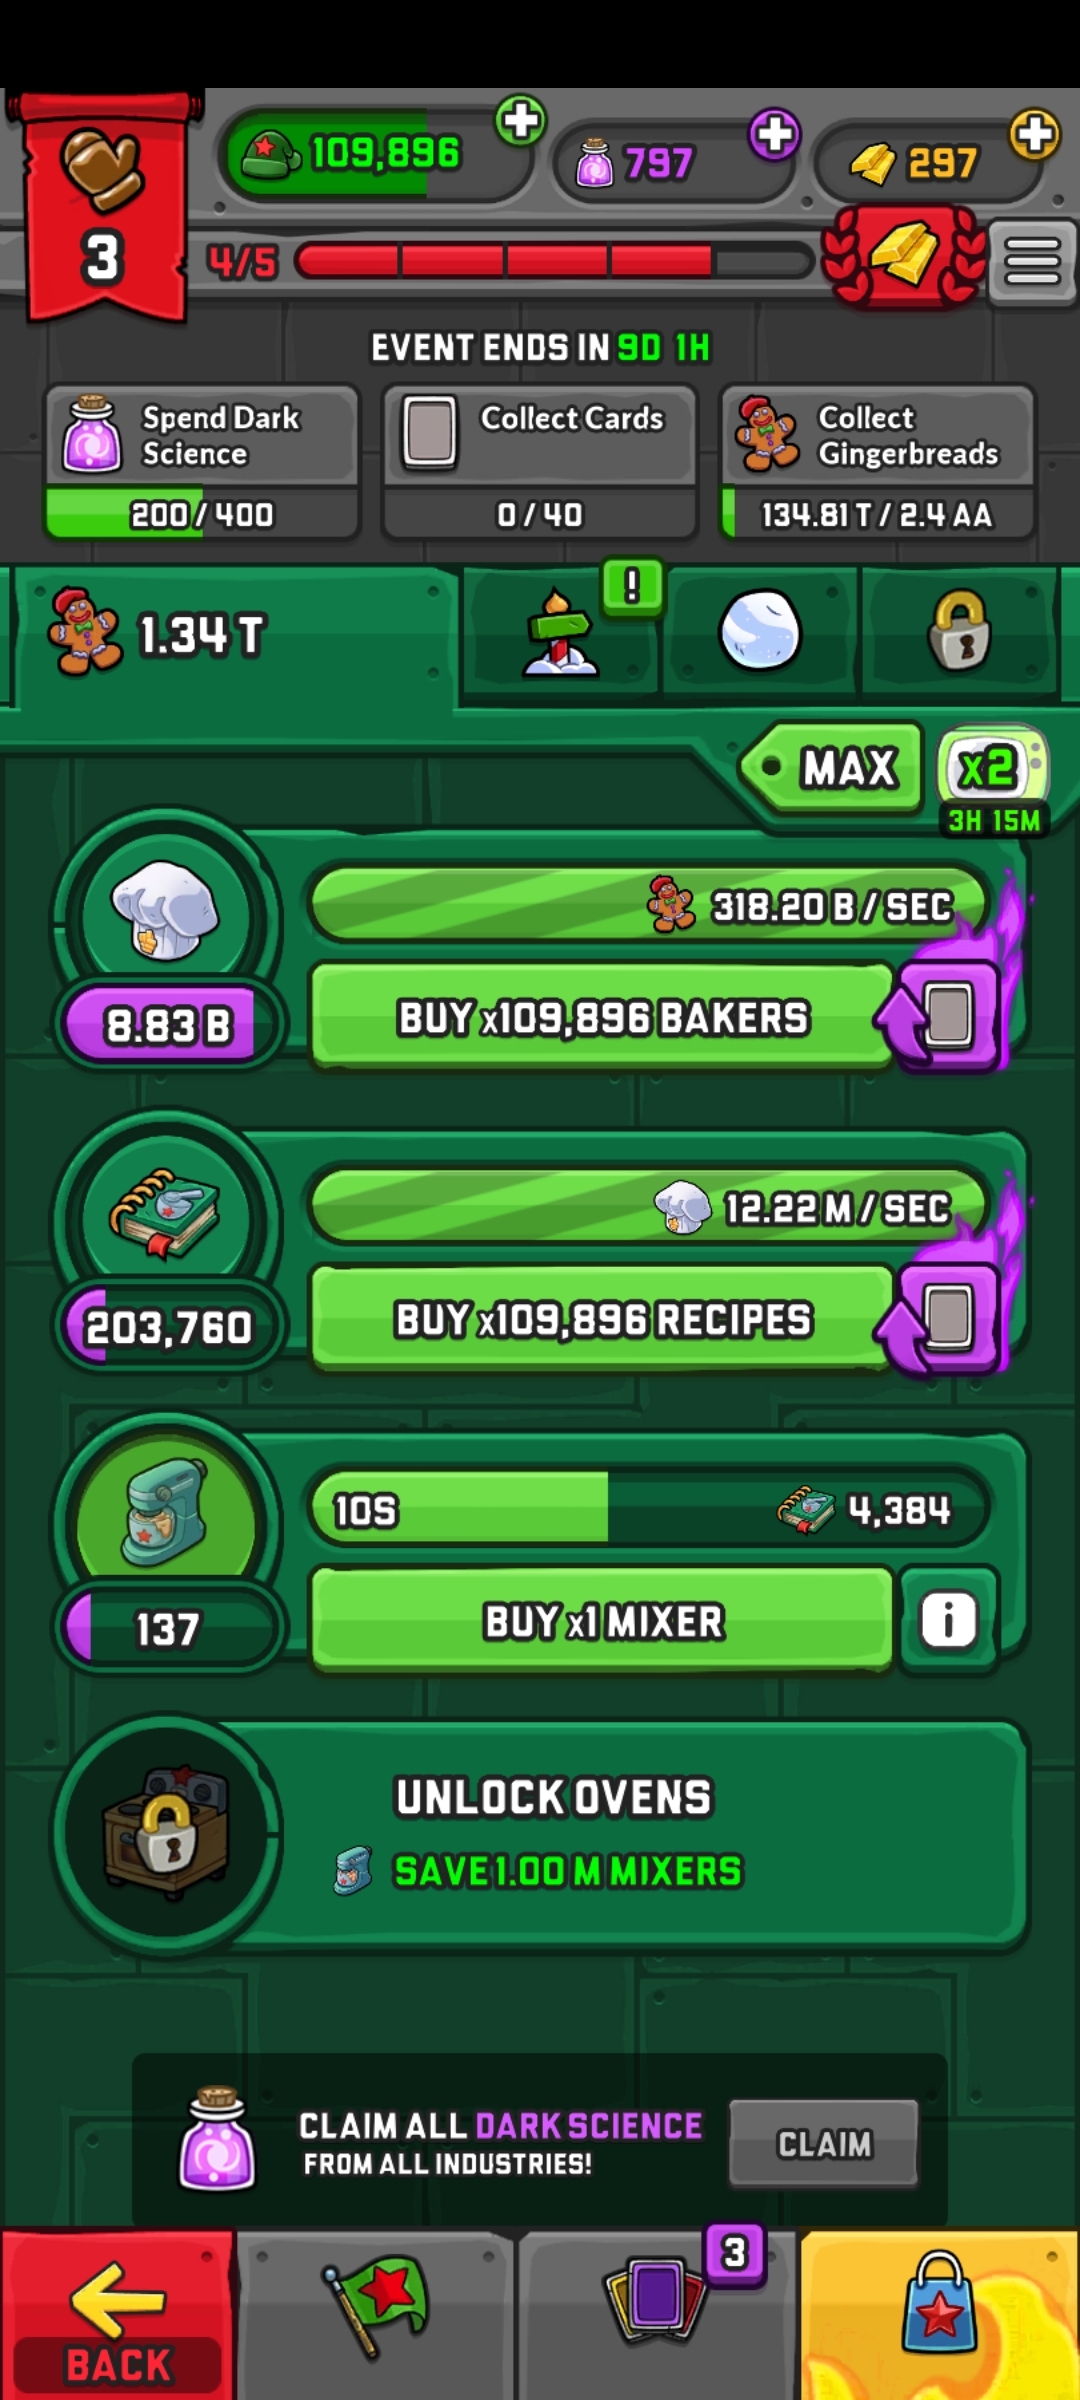 109,896
797
297
3
4/5
EVENT ENDS IN 9D 1H
Spend Dark
Science
200 / 400
Collect Cards
0 / 40
Collect
Gingerbreads
134.81 T / 2.4 AA
1.34 T
!
MAX
x2
3H 15M
318.20 B / SEC
8.83 B
BUY x109,896 BAKERS
12.22 M / SEC
203,760
BUY x109,896 RECIPES
10S
4,384
137
BUY x1 MIXER
i
UNLOCK OVENS
SAVE 1.00 M MIXERS
CLAIM ALL DARK SCIENCE
FROM ALL INDUSTRIES!
CLAIM
3
BACK